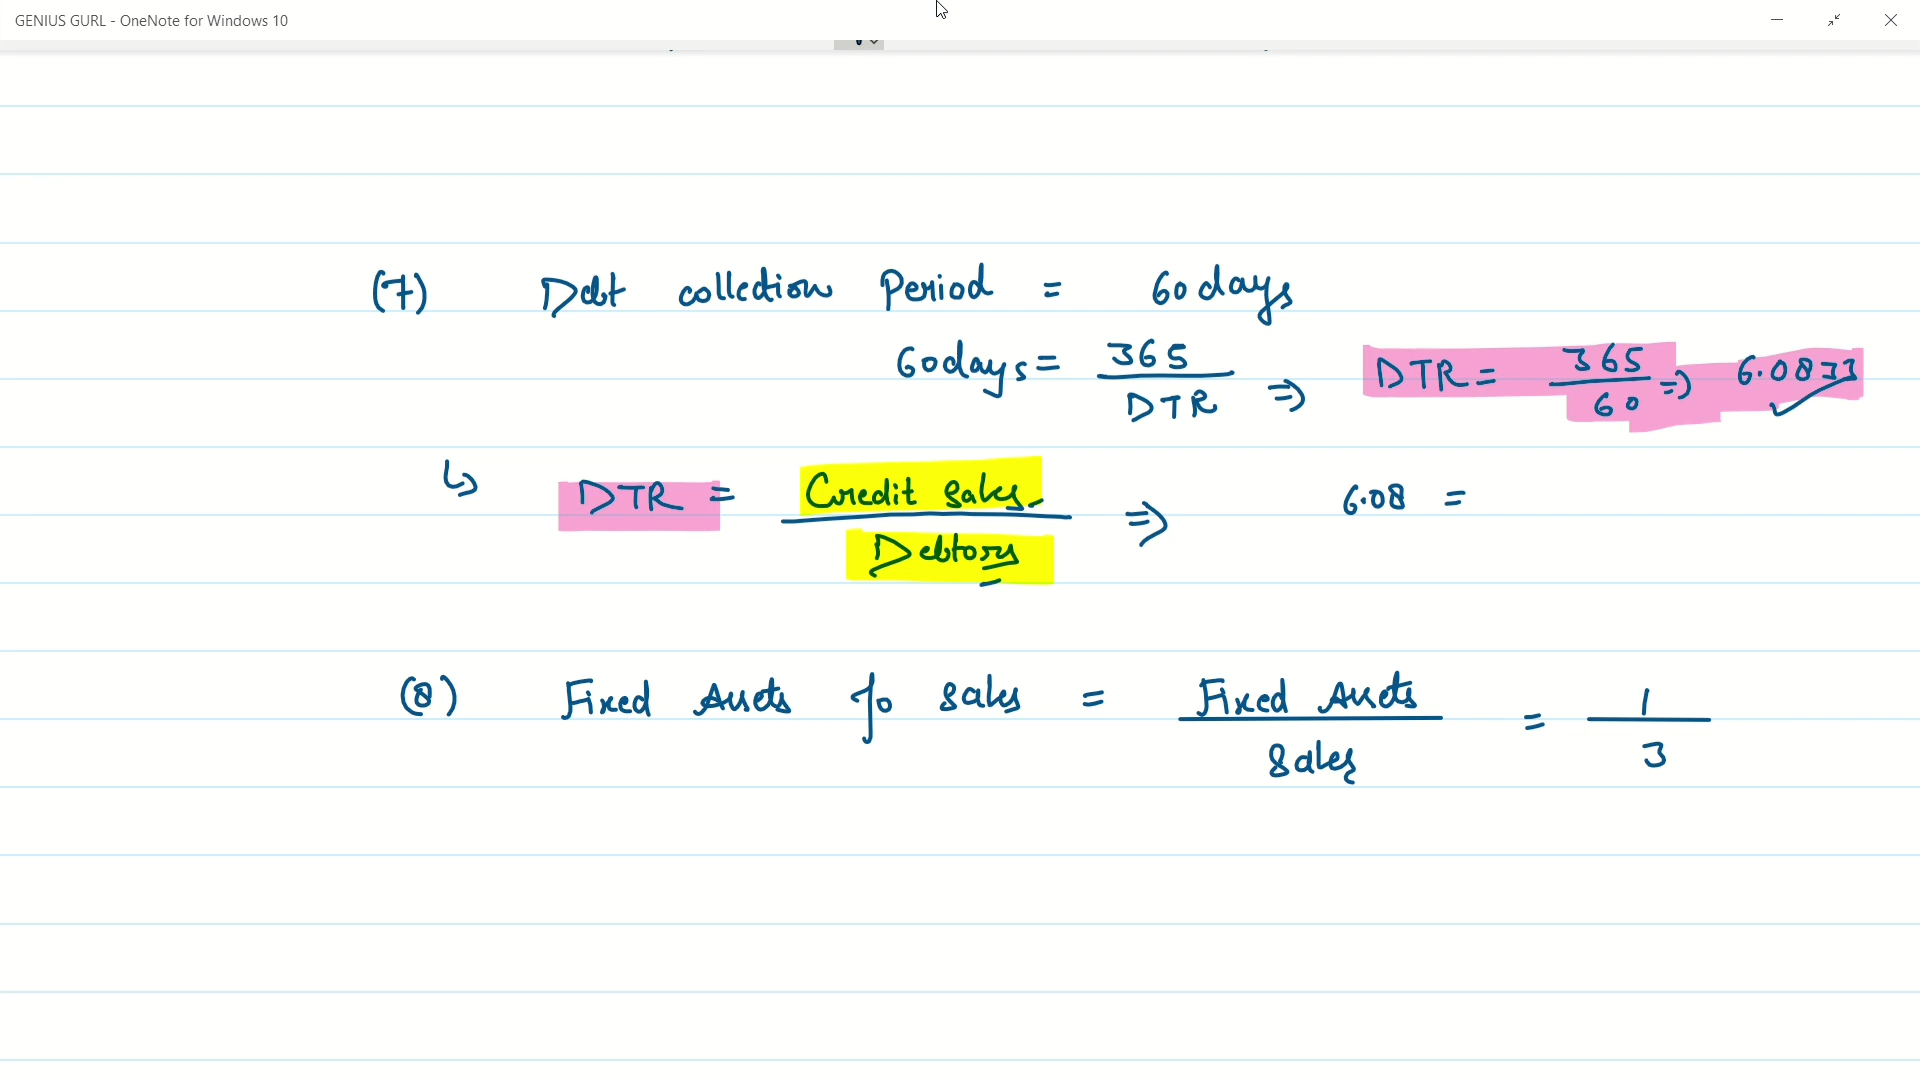 GENIUS GURL - OneNote for Windows 10
(7) Debt collection Period = 60 days
60 days = 365 / DTR ⇒ DTR = 365 / 60 ⇒ 6.0833 ✓
↳ DTR = Credit Sales / Debtors ⇒ 6.08 =
(8) Fixed Assets to Sales = Fixed Assets / Sales = 1 / 3